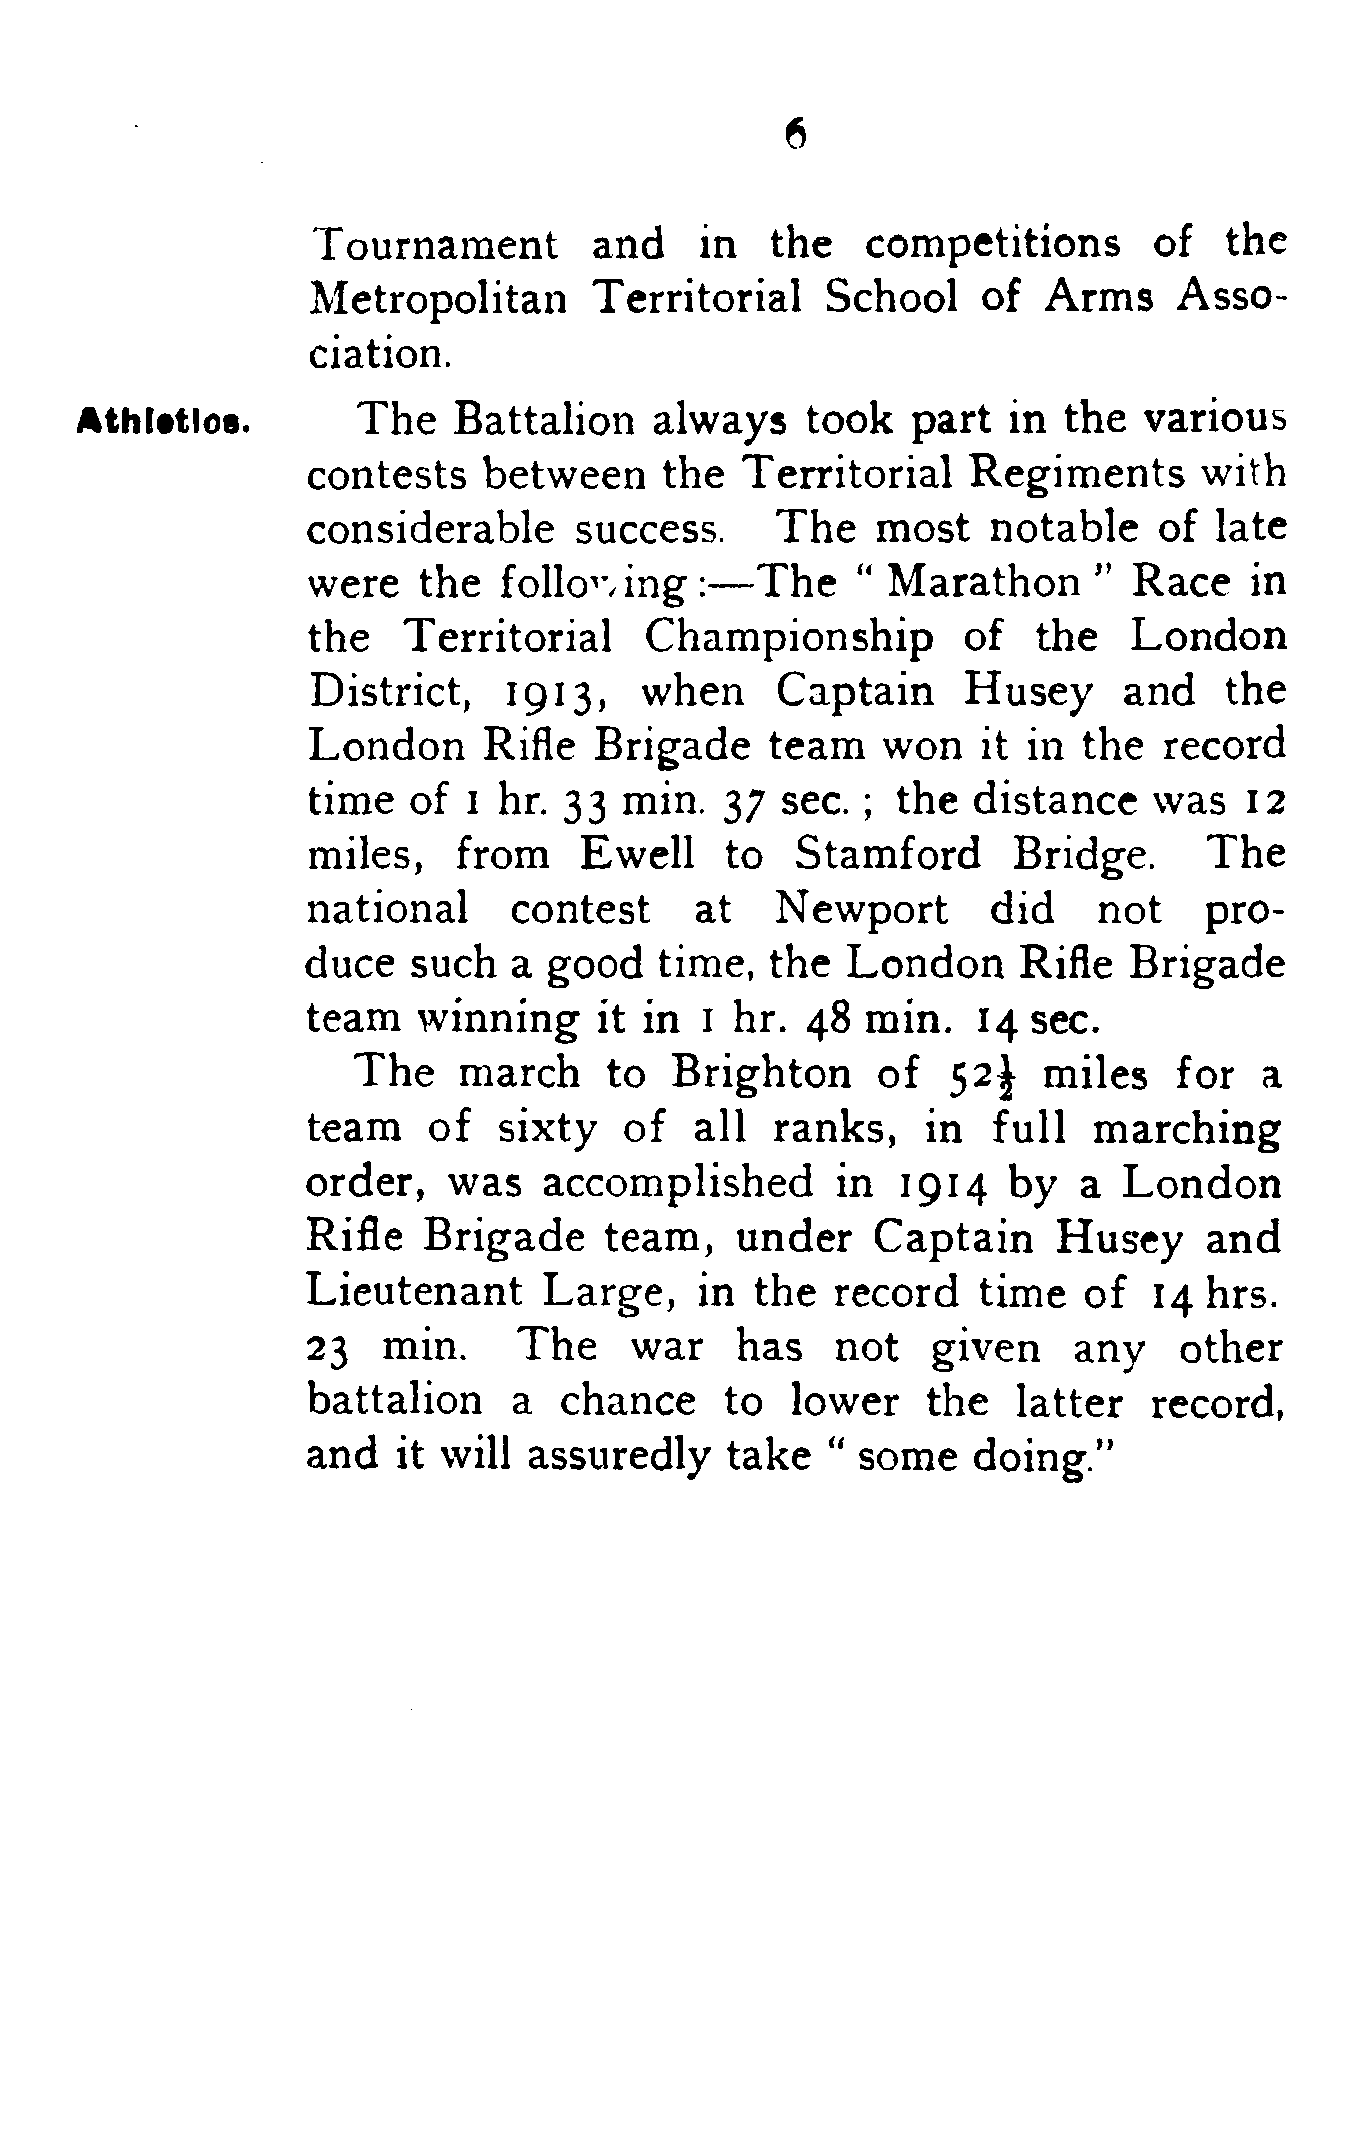 6
Tournament and in the competitions of the
Metropolitan Territorial School of Arms Asso-
ciation.
Athletics. The Battalion always took part in the various
contests between the Territorial Regiments with
considerable success. The most notable of late
were the following :—The “ Marathon ” Race in
the Territorial Championship of the London
District, 1913, when Captain Husey and the
London Rifle Brigade team won it in the record
time of 1 hr. 33 min. 37 sec. ; the distance was 12
miles, from Ewell to Stamford Bridge. The
national contest at Newport did not pro-
duce such a good time, the London Rifle Brigade
team winning it in 1 hr. 48 min. 14 sec.
The march to Brighton of 52½ miles for a
team of sixty of all ranks, in full marching
order, was accomplished in 1914 by a London
Rifle Brigade team, under Captain Husey and
Lieutenant Large, in the record time of 14 hrs.
23 min. The war has not given any other
battalion a chance to lower the latter record,
and it will assuredly take “ some doing.”